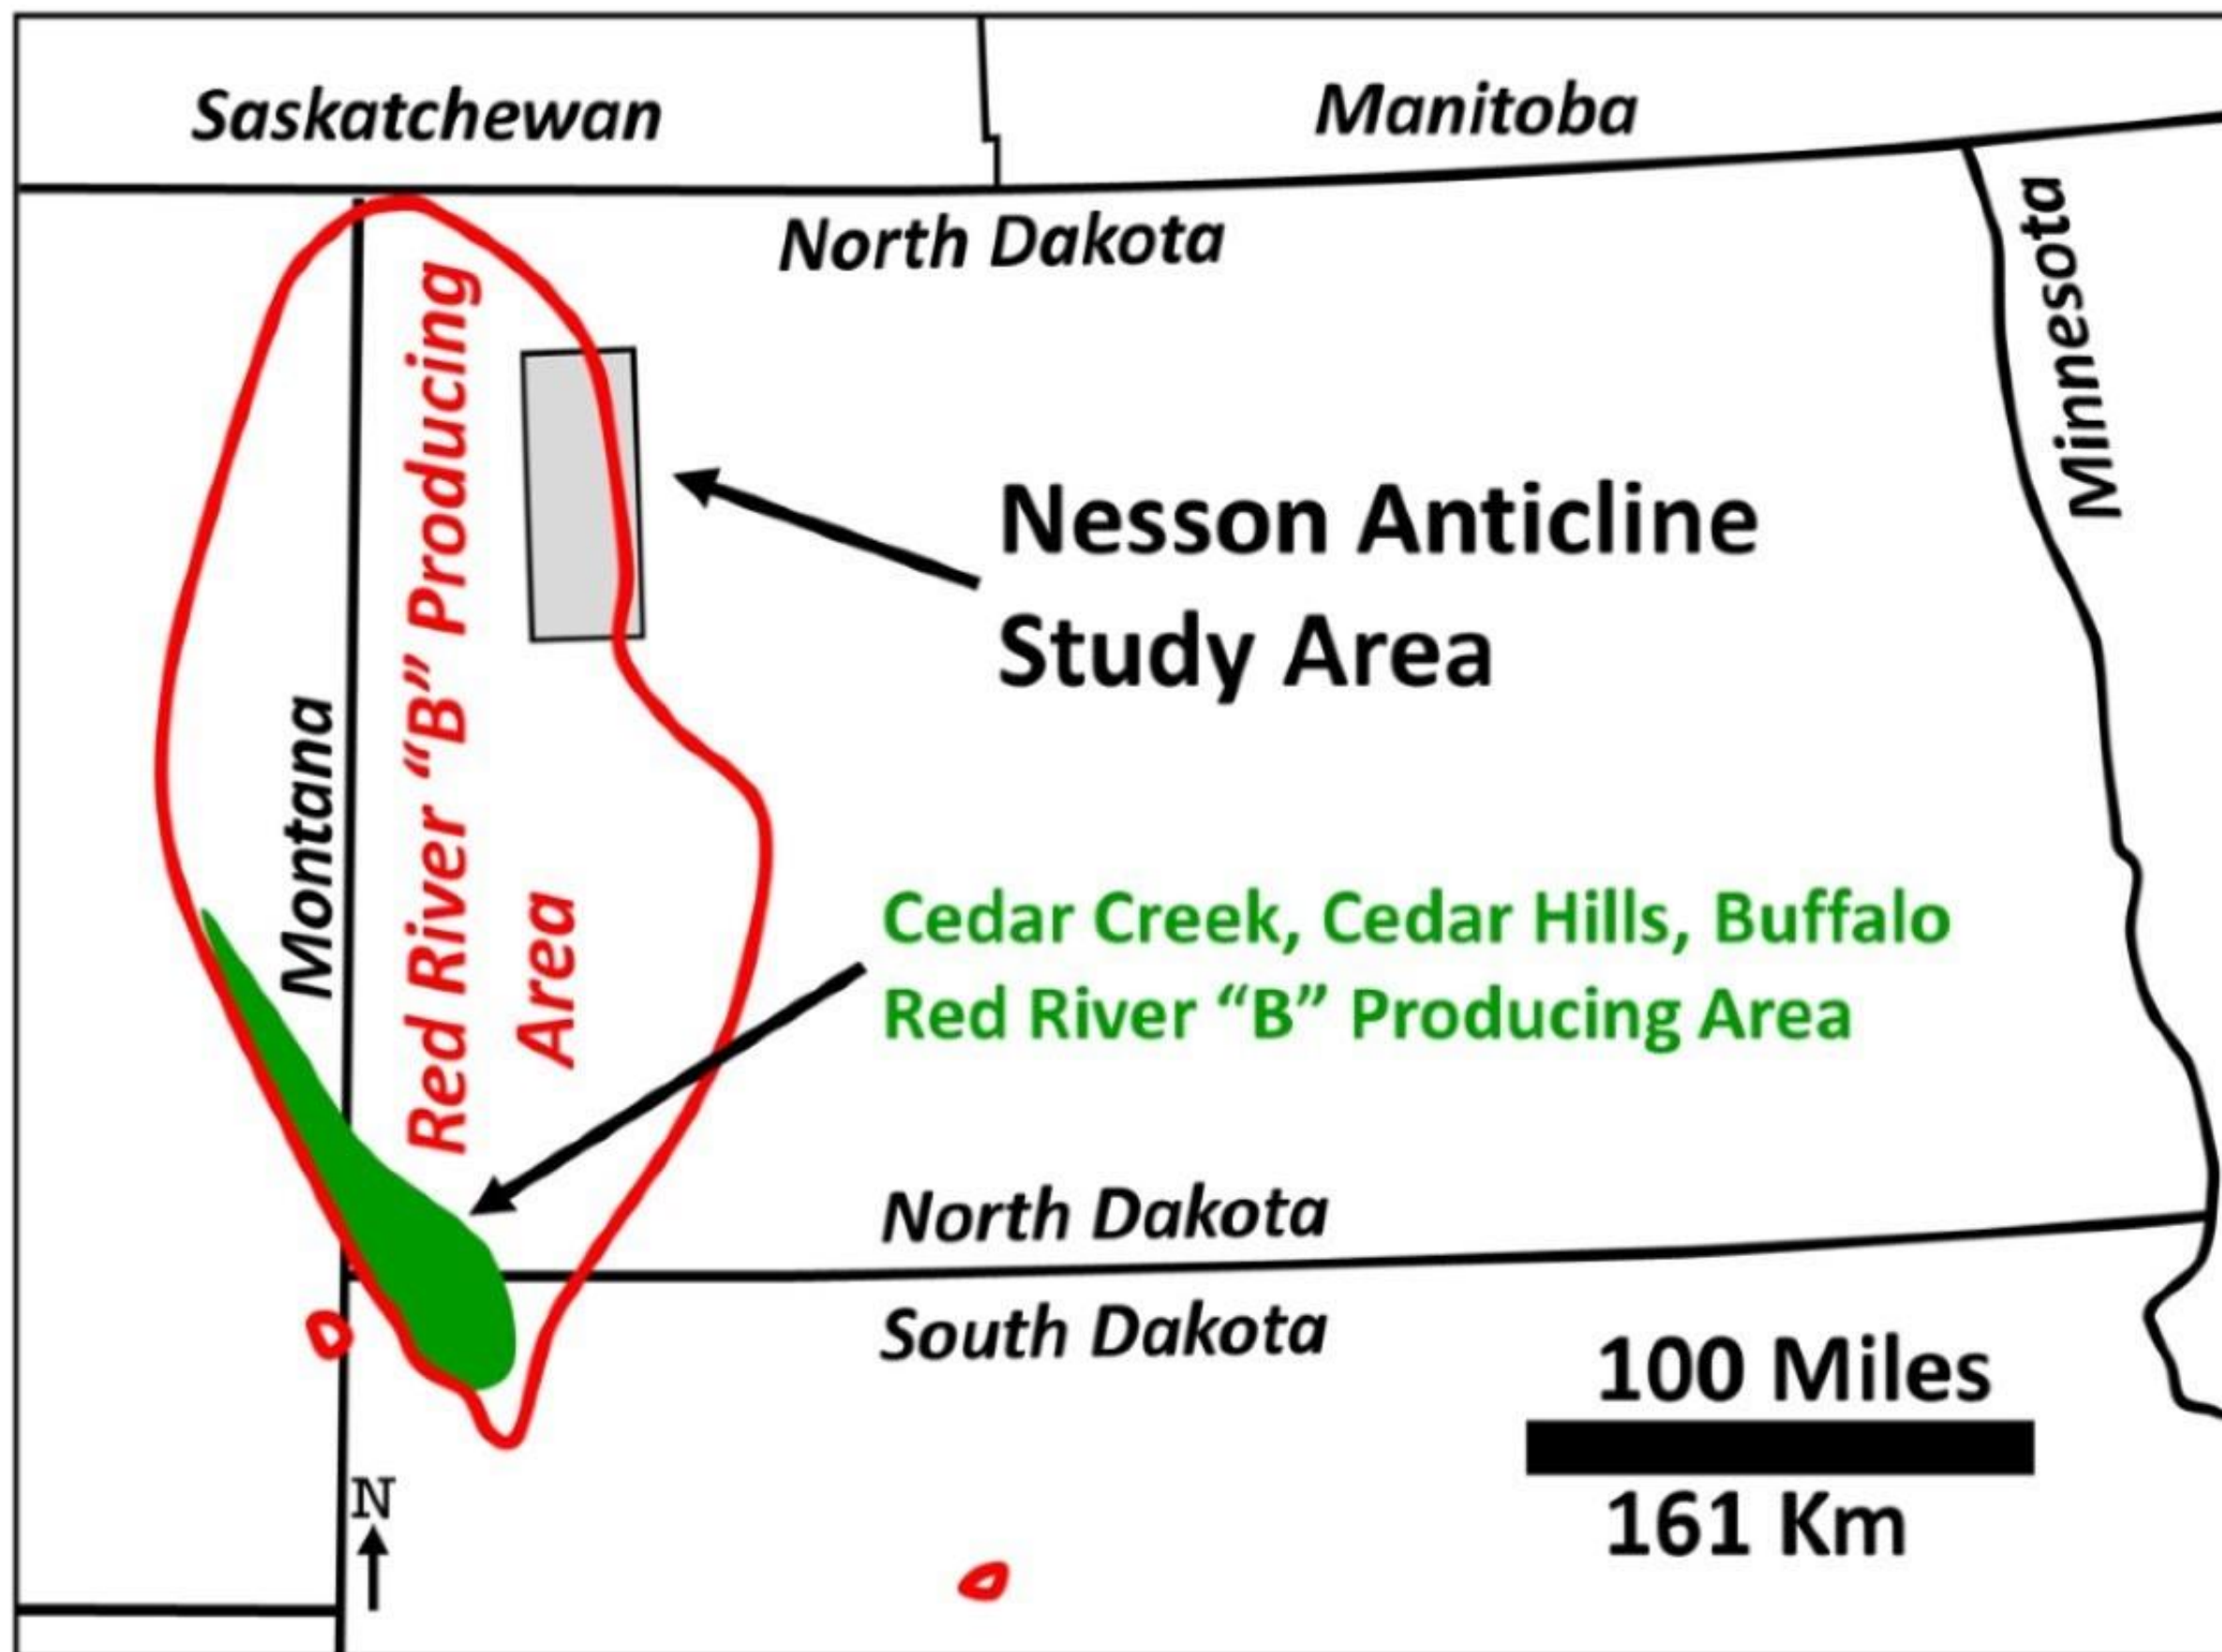 Saskatchewan
Manitoba
North Dakota
Minnesota
Montana
Red River “B” Producing
Area
Nesson Anticline
Study Area
Cedar Creek, Cedar Hills, Buffalo
Red River “B” Producing Area
North Dakota
South Dakota
100 Miles
161 Km
N